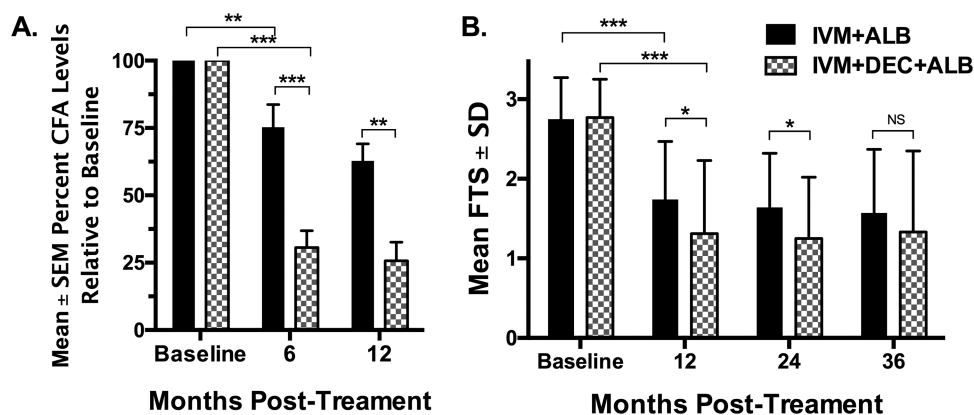 A.
**
***
***
**
Mean ± SEM Percent CFA Levels
Relative to Baseline
100
75
50
25
0
Baseline 6 12
Months Post-Treament
B.
IVM+ALB
IVM+DEC+ALB
***
***
*
*
NS
Mean FTS ± SD
3
2
1
0
Baseline 12 24 36
Months Post-Treament